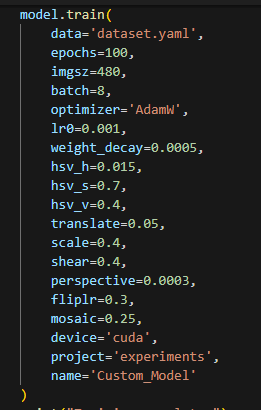 model.train(
data='dataset.yaml',
epochs=100,
imgsz=480,
batch=8,
optimizer='AdamW',
lr0=0.001,
weight_decay=0.0005,
hsv_h=0.015,
hsv_s=0.7,
hsv_v=0.4,
translate=0.05,
scale=0.4,
shear=0.4,
perspective=0.0003,
fliplr=0.3,
mosaic=0.25,
device='cuda',
project='experiments',
name='Custom_Model'
)